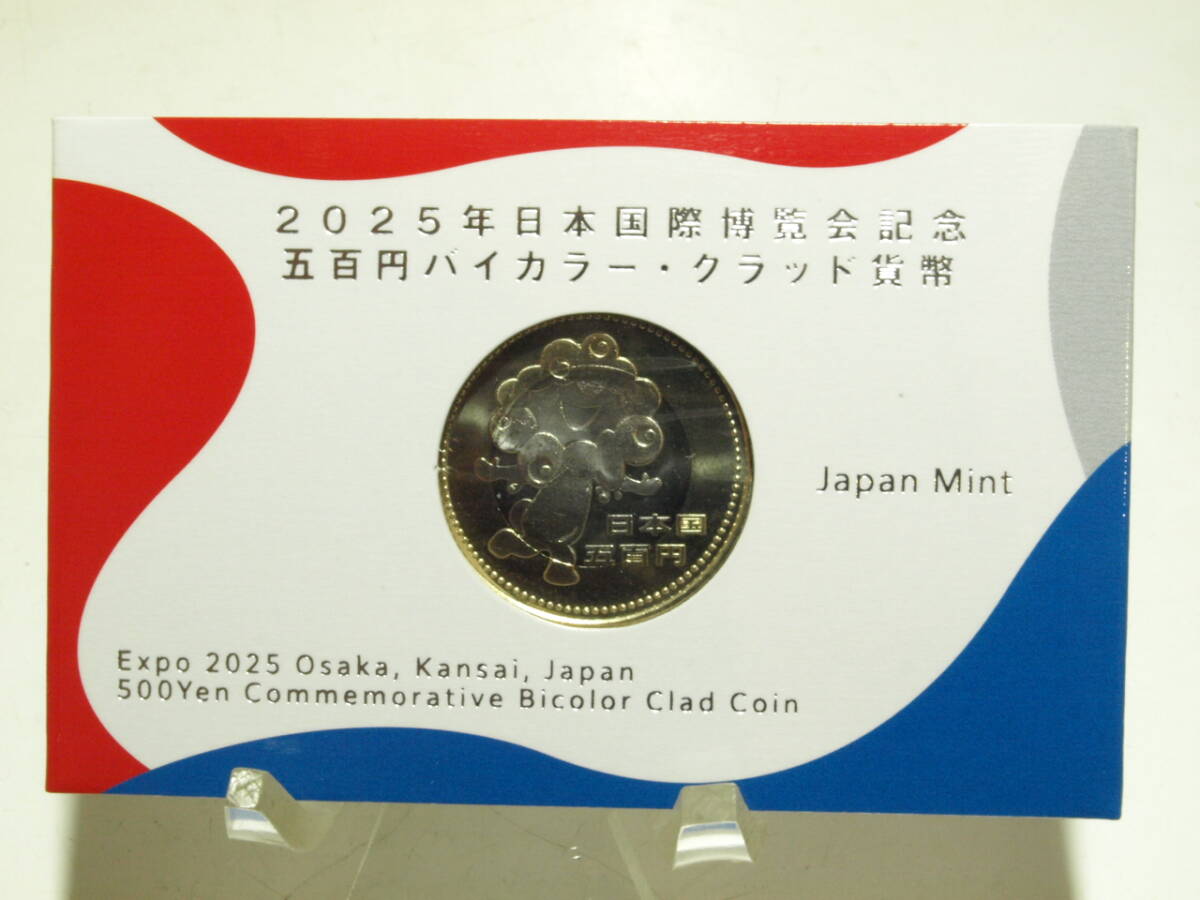 2025年日本国際博覧会記念
五百円バイカラー・クラッド貨幣
日本国
五百円
Japan Mint
Expo 2025 Osaka, Kansai, Japan
500Yen Commemorative Bicolor Clad Coin